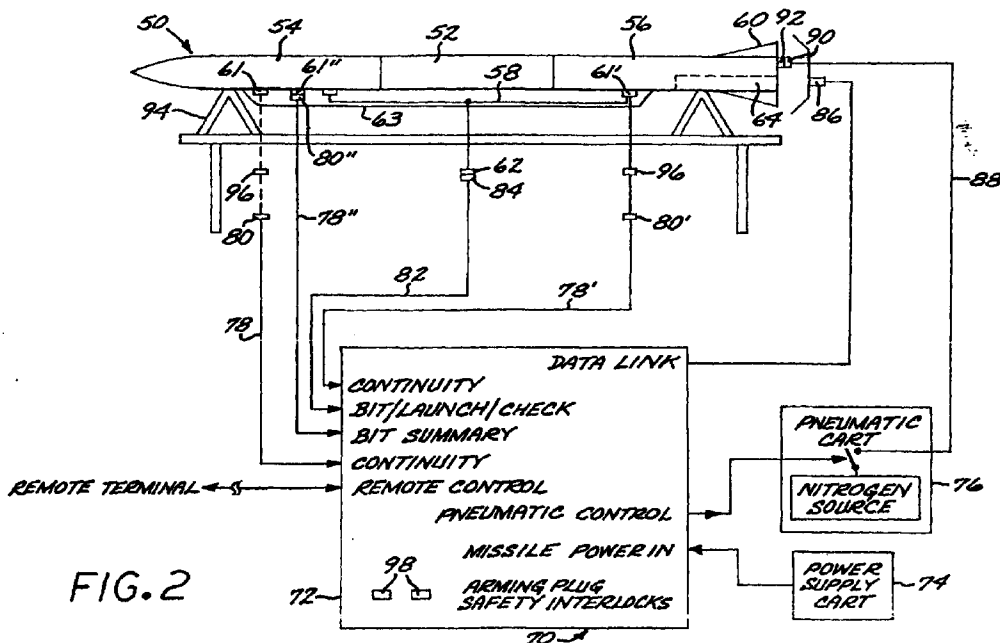 50
54
52
56
60
92
90
61
61"
58
61'
63
64
86
94
80"
62
84
96
96
88
80
78"
80'
82
78'
78
DATA LINK
CONTINUITY
BIT/LAUNCH/CHECK
BIT SUMMARY
CONTINUITY
REMOTE TERMINAL
REMOTE CONTROL
PNEUMATIC CONTROL
PNEUMATIC
CART
NITROGEN
SOURCE
76
MISSILE POWER IN
98
ARMING PLUG
SAFETY INTERLOCKS
POWER
SUPPLY
CART
74
72
70
FIG.2